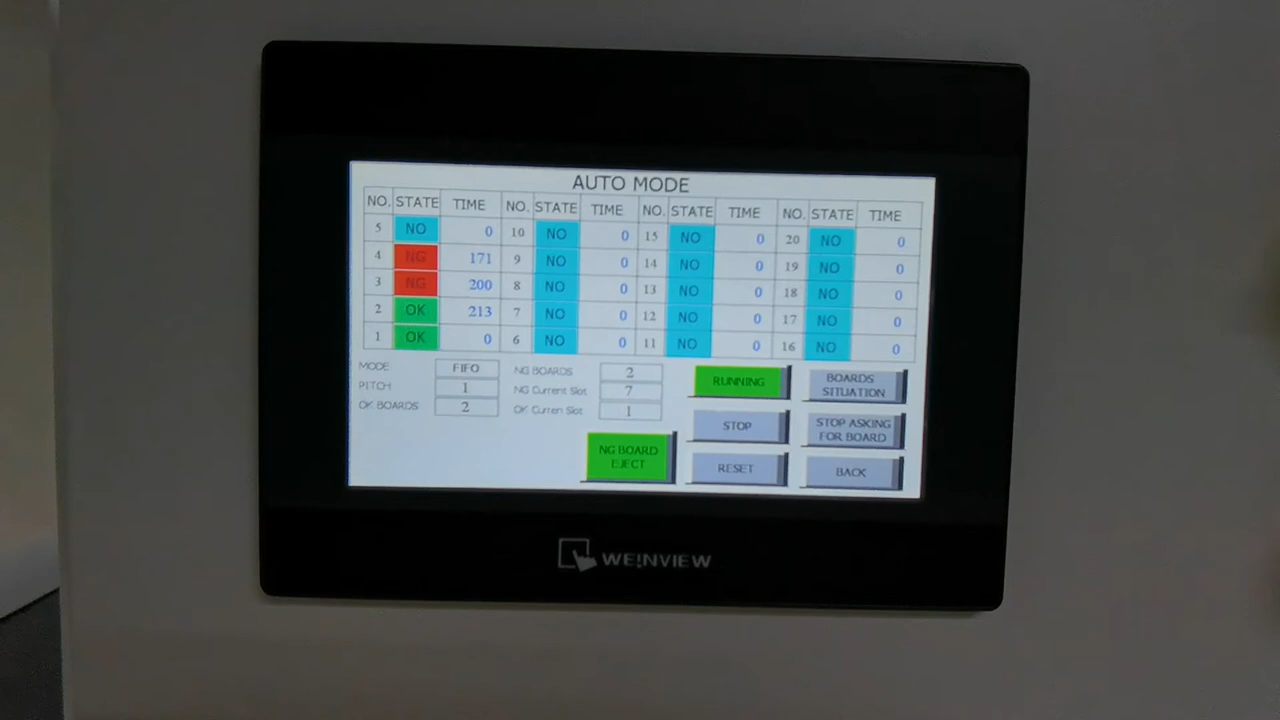 AUTO MODE
NO. STATE TIME NO. STATE TIME NO. STATE TIME NO. STATE TIME
5 NO 0 10 NO 0 15 NO 0 20 NO 0
4 NG 171 9 NO 0 14 NO 0 19 NO 0
3 NG 200 8 NO 0 13 NO 0 18 NO 0
2 OK 213 7 NO 0 12 NO 0 17 NO 0
1 OK 0 6 NO 0 11 NO 0 16 NO 0
MODE FIFO NG BOARDS 2
PITCH 1 NG Current Slot 7
OK BOARDS 2 OK Curren Slot 1
RUNNING
BOARDS
SITUATION
STOP
STOP ASKING
FOR BOARD
NG BOARD
EJECT
RESET
BACK
WE!NVIEW